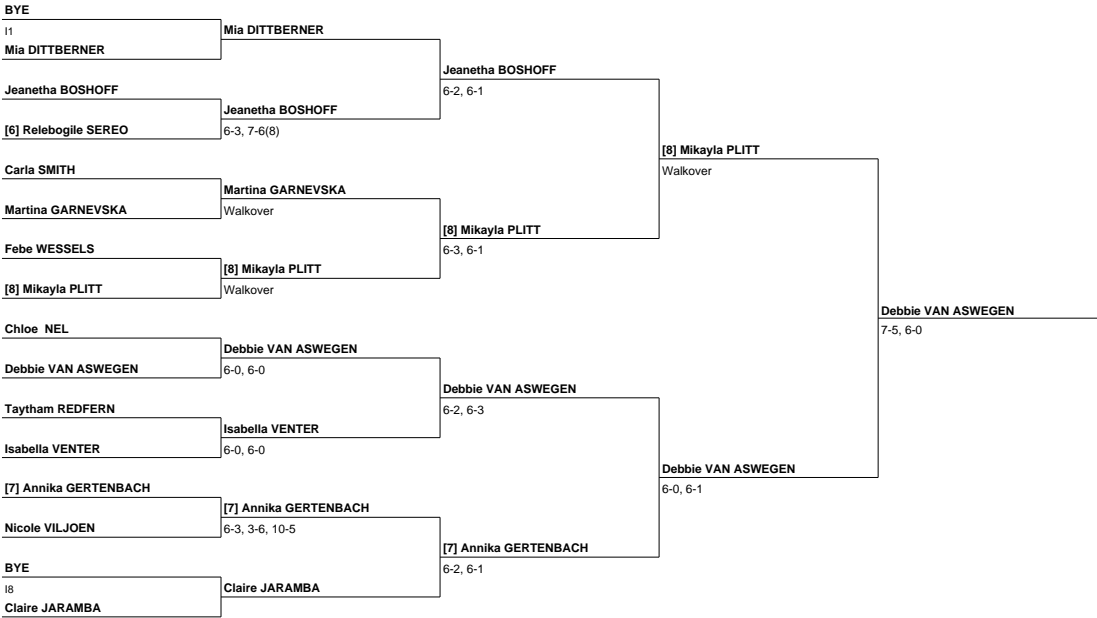 BYE
I1
Mia DITTBERNER
Jeanetha BOSHOFF
[6] Relebogile SEREO
Carla SMITH
Martina GARNEVSKA
Febe WESSELS
[8] Mikayla PLITT
Chloe  NEL
Debbie VAN ASWEGEN
Taytham REDFERN
Isabella VENTER
[7] Annika GERTENBACH
Nicole VILJOEN
BYE
I8
Claire JARAMBA
Mia DITTBERNER
Jeanetha BOSHOFF
6-3, 7-6(8)
Martina GARNEVSKA
Walkover
[8] Mikayla PLITT
Walkover
Debbie VAN ASWEGEN
6-0, 6-0
Isabella VENTER
6-0, 6-0
[7] Annika GERTENBACH
6-3, 3-6, 10-5
Claire JARAMBA
Jeanetha BOSHOFF
6-2, 6-1
[8] Mikayla PLITT
6-3, 6-1
Debbie VAN ASWEGEN
6-2, 6-3
[7] Annika GERTENBACH
6-2, 6-1
[8] Mikayla PLITT
Walkover
Debbie VAN ASWEGEN
6-0, 6-1
Debbie VAN ASWEGEN
7-5, 6-0